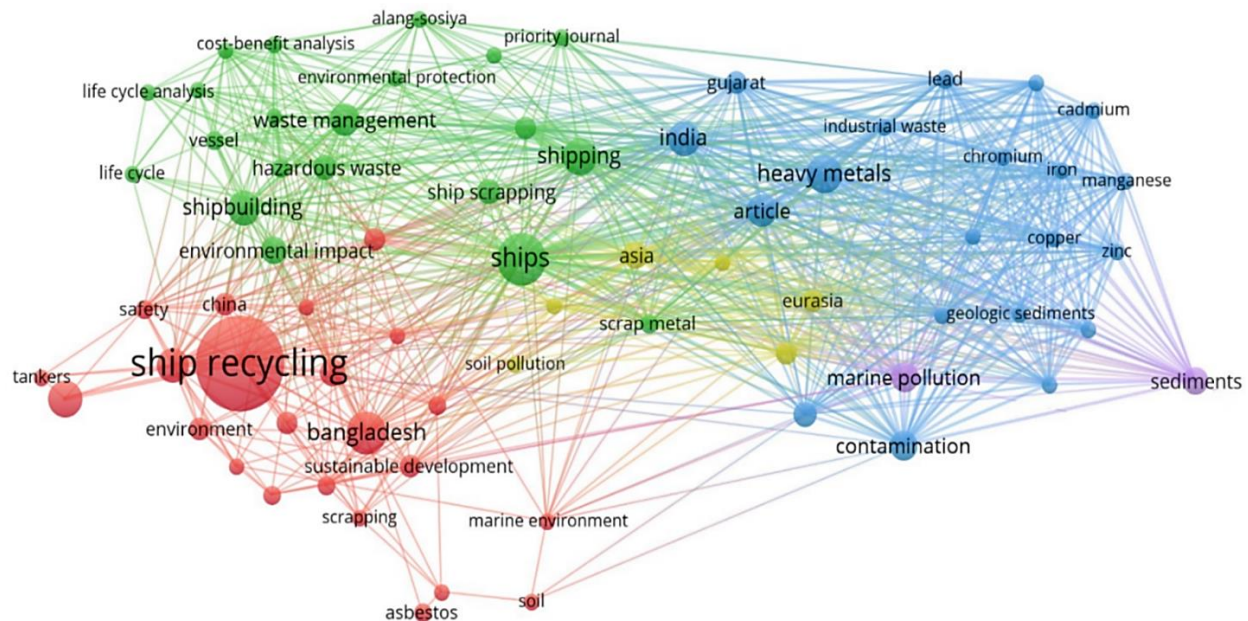 alang-sosiya
priority journal
cost-benefit analysis
environmental protection
lead
gujarat
life cycle analysis
cadmium
waste management
industrial waste
vessel
india
shipping
chromium
hazardous waste
iron
life cycle
heavy metals
manganese
ship scrapping
shipbuilding
article
copper
environmental impact
zinc
ships
asia
eurasia
china
safety
geologic sediments
scrap metal
ship recycling
soil pollution
tankers
marine pollution
sediments
environment
bangladesh
contamination
sustainable development
scrapping
marine environment
soil
asbestos